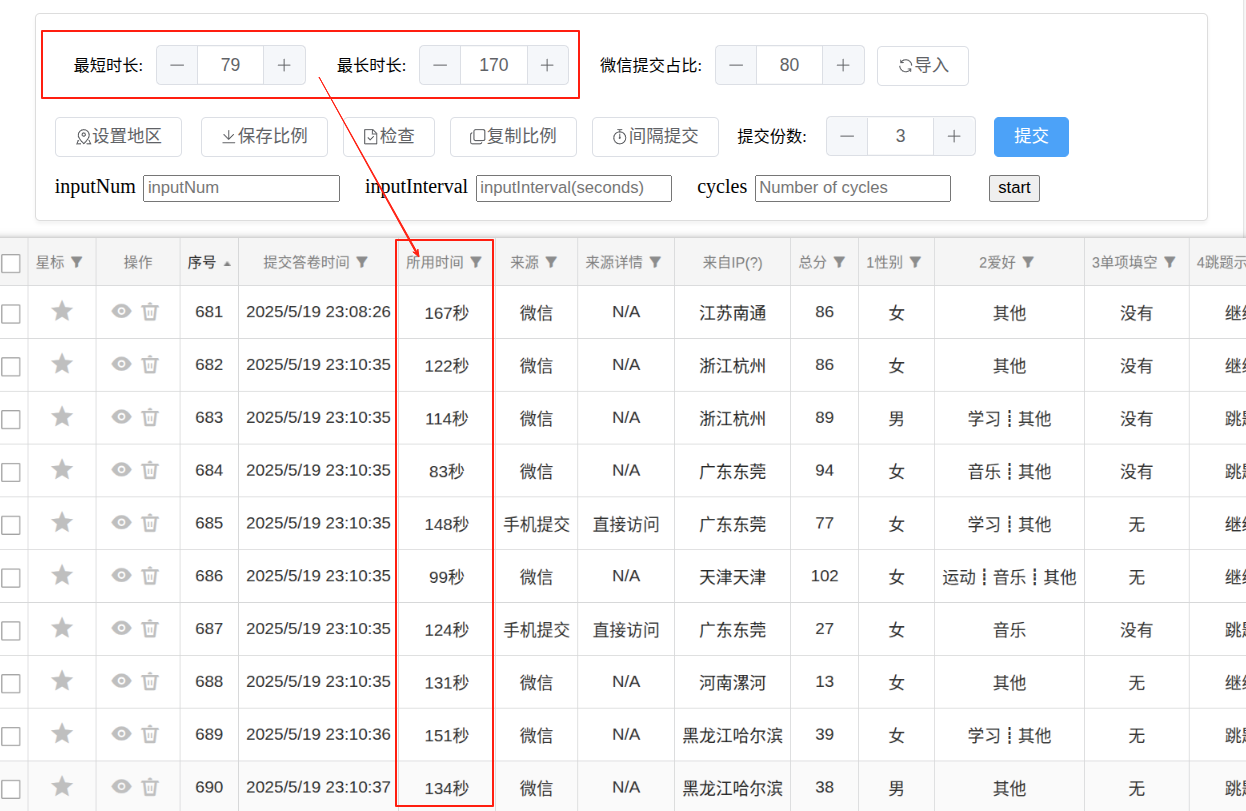 最短时长: 79 最长时长: 170 微信提交占比: 80 导入
设置地区 保存比例 检查 复制比例 间隔提交 提交份数: 3 提交
inputNum inputNum inputInterval inputInterval(seconds) cycles Number of cycles start
星标 操作 序号 提交答卷时间 所用时间 来源 来源详情 来自IP(?) 总分 1性别 2爱好 3单项填空 4跳题示
681 2025/5/19 23:08:26 167秒 微信 N/A 江苏南通 86 女 其他 没有 继
682 2025/5/19 23:10:35 122秒 微信 N/A 浙江杭州 86 女 其他 没有 继
683 2025/5/19 23:10:35 114秒 微信 N/A 浙江杭州 89 男 学习┋其他 没有 跳
684 2025/5/19 23:10:35 83秒 微信 N/A 广东东莞 94 女 音乐┋其他 没有 跳
685 2025/5/19 23:10:35 148秒 手机提交 直接访问 广东东莞 77 女 学习┋其他 无 继
686 2025/5/19 23:10:35 99秒 微信 N/A 天津天津 102 女 运动┋音乐┋其他 无 继
687 2025/5/19 23:10:35 124秒 手机提交 直接访问 广东东莞 27 女 音乐 没有 跳
688 2025/5/19 23:10:35 131秒 微信 N/A 河南漯河 13 女 其他 无 继
689 2025/5/19 23:10:36 151秒 微信 N/A 黑龙江哈尔滨 39 女 学习┋其他 无 跳
690 2025/5/19 23:10:37 134秒 微信 N/A 黑龙江哈尔滨 38 男 其他 无 跳